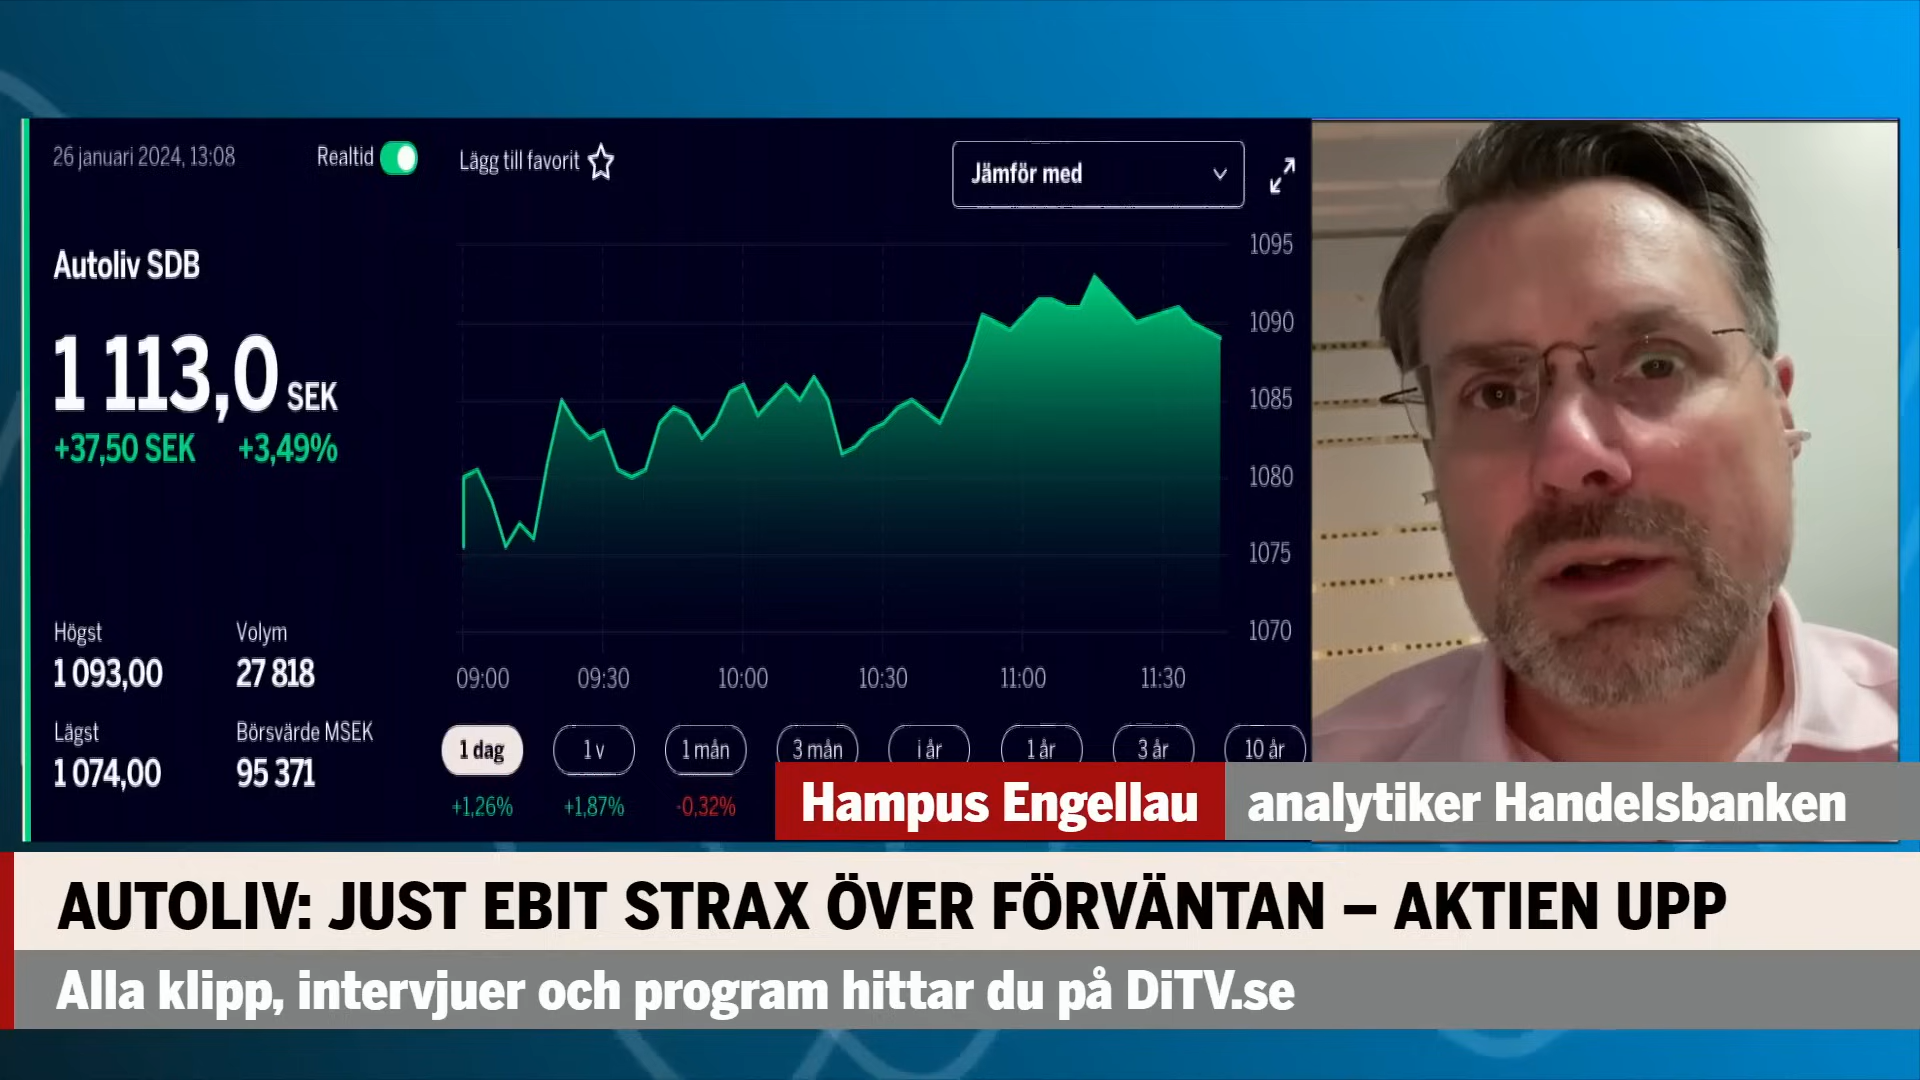 26 januari 2024, 13:08
Realtid
Lägg till favorit
Jämför med
Autoliv SDB
1 113,0 SEK
+37,50 SEK +3,49%
Högst
1 093,00
Volym
27 818
Lägst
1 074,00
Börsvärde MSEK
95 371
1095
1090
1085
1080
1075
1070
09:00 09:30 10:00 10:30 11:00 11:30
1 dag 1 v 1 mån 3 mån i år 1 år 3 år 10 år
+1,26% +1,87% -0,32%
Hampus Engellau analytiker Handelsbanken
AUTOLIV: JUST EBIT STRAX ÖVER FÖRVÄNTAN – AKTIEN UPP
Alla klipp, intervjuer och program hittar du på DiTV.se